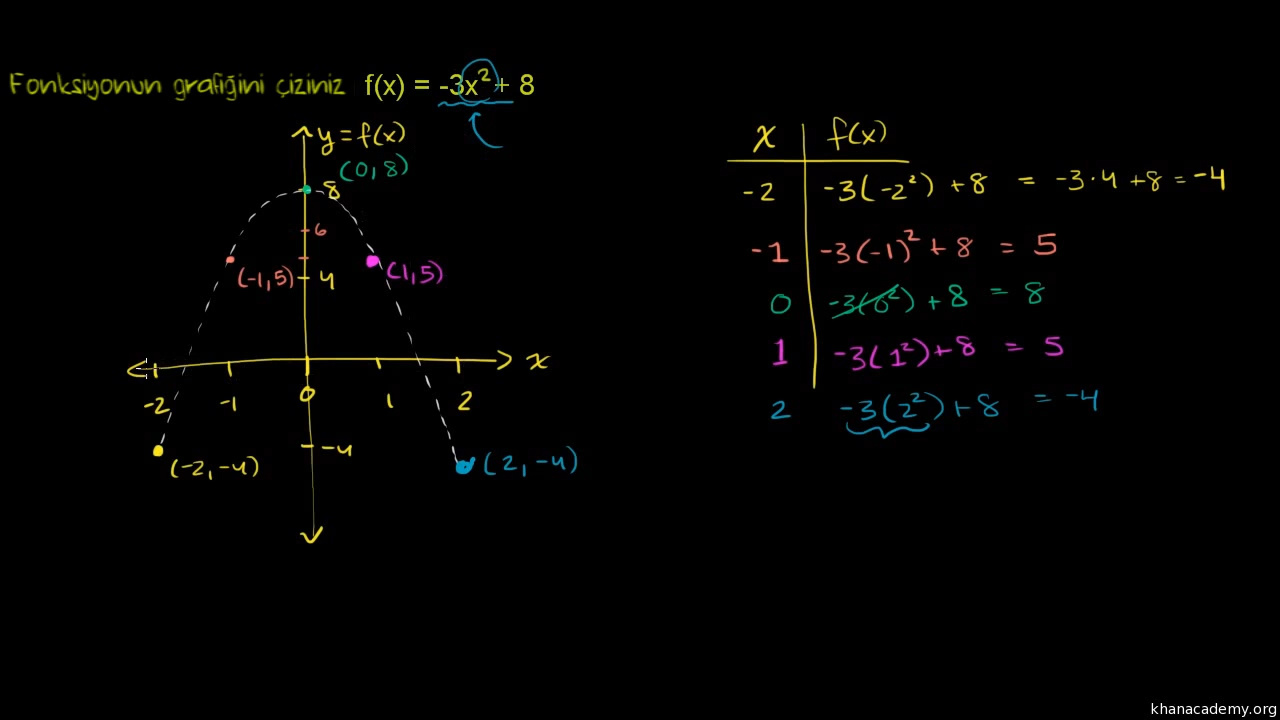 Fonksiyonun grafiğini çiziniz f(x) = -3x² + 8
y = f(x)
(0, 8)
8
6
(-1, 5)
4
(1, 5)
x
-2 -1 0 1 2
-4
(-2, -4)
(2, -4)
x f(x)
-2 -3(-2²) +8 = -3·4 +8 = -4
-1 -3(-1)² + 8 = 5
0 -3(0²) + 8 = 8
1 -3(1²) + 8 = 5
2 -3(2²) + 8 = -4
khanacademy.org